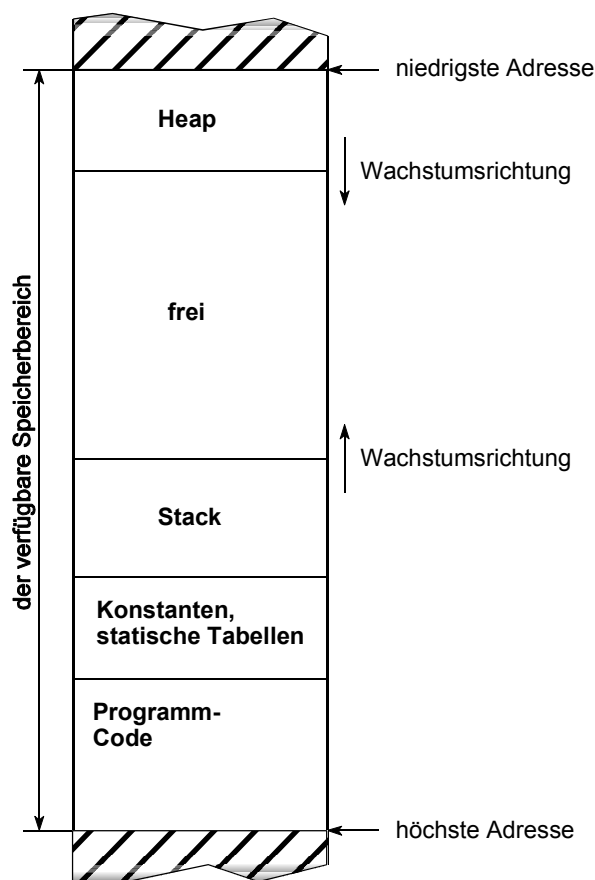 niedrigste Adresse
Heap
Wachstumsrichtung
frei
der verfügbare Speicherbereich
Wachstumsrichtung
Stack
Konstanten,
statische Tabellen
Programm-
Code
höchste Adresse